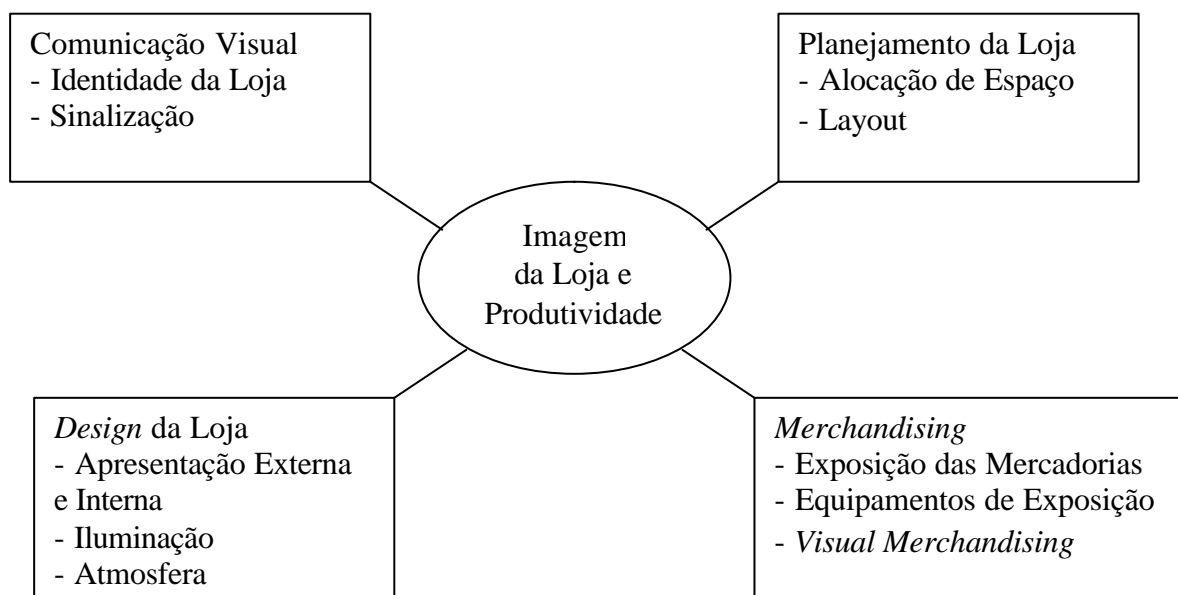 Comunicação Visual
- Identidade da Loja
- Sinalização
Planejamento da Loja
- Alocação de Espaço
- Layout
Imagem
da Loja e
Produtividade
Design da Loja
- Apresentação Externa
e Interna
- Iluminação
- Atmosfera
Merchandising
- Exposição das Mercadorias
- Equipamentos de Exposição
- Visual Merchandising